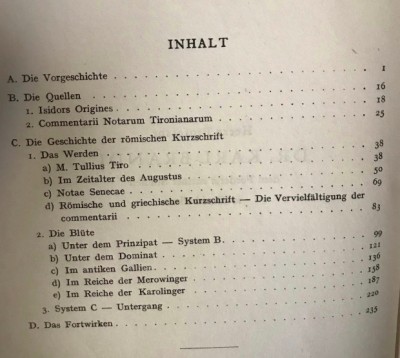 INHALT
A. Die Vorgeschichte 1
B. Die Quellen 16
1. Isidors Origines 18
2. Commentarii Notarum Tironianarum 25
C. Die Geschichte der römischen Kurzschrift
1. Das Werden 38
a) M. Tullius Tiro 38
b) Im Zeitalter des Augustus 50
c) Notae Senecae 69
d) Römische und griechische Kurzschrift — Die Vervielfältigung der
commentarii 83
2. Die Blüte
a) Unter dem Prinzipat — System B. 99
b) Unter dem Dominat 121
c) Im antiken Gallien 136
d) Im Reiche der Merowinger 158
e) Im Reiche der Karolinger 187
3. System C — Untergang 220
D. Das Fortwirken 235